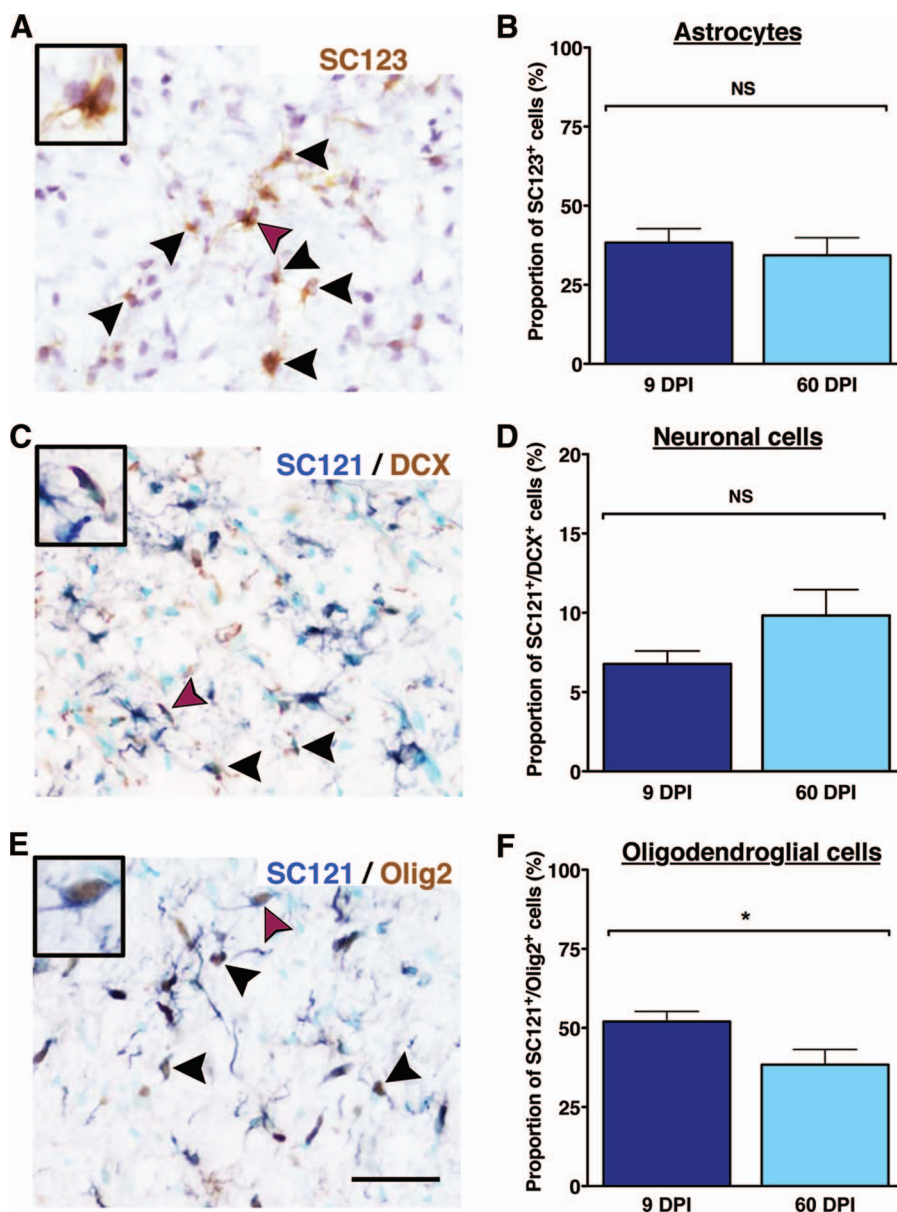 A
SC123
B
Astrocytes
Proportion of SC123+ cells (%)
100
75
50
25
0
NS
9 DPI
60 DPI
C
SC121 / DCX
D
Neuronal cells
Proportion of SC121+/DCX+ cells (%)
20
15
10
5
0
NS
9 DPI
60 DPI
E
SC121 / Olig2
F
Oligodendroglial cells
Proportion of SC121+/Olig2+ cells (%)
100
75
50
25
0
*
9 DPI
60 DPI